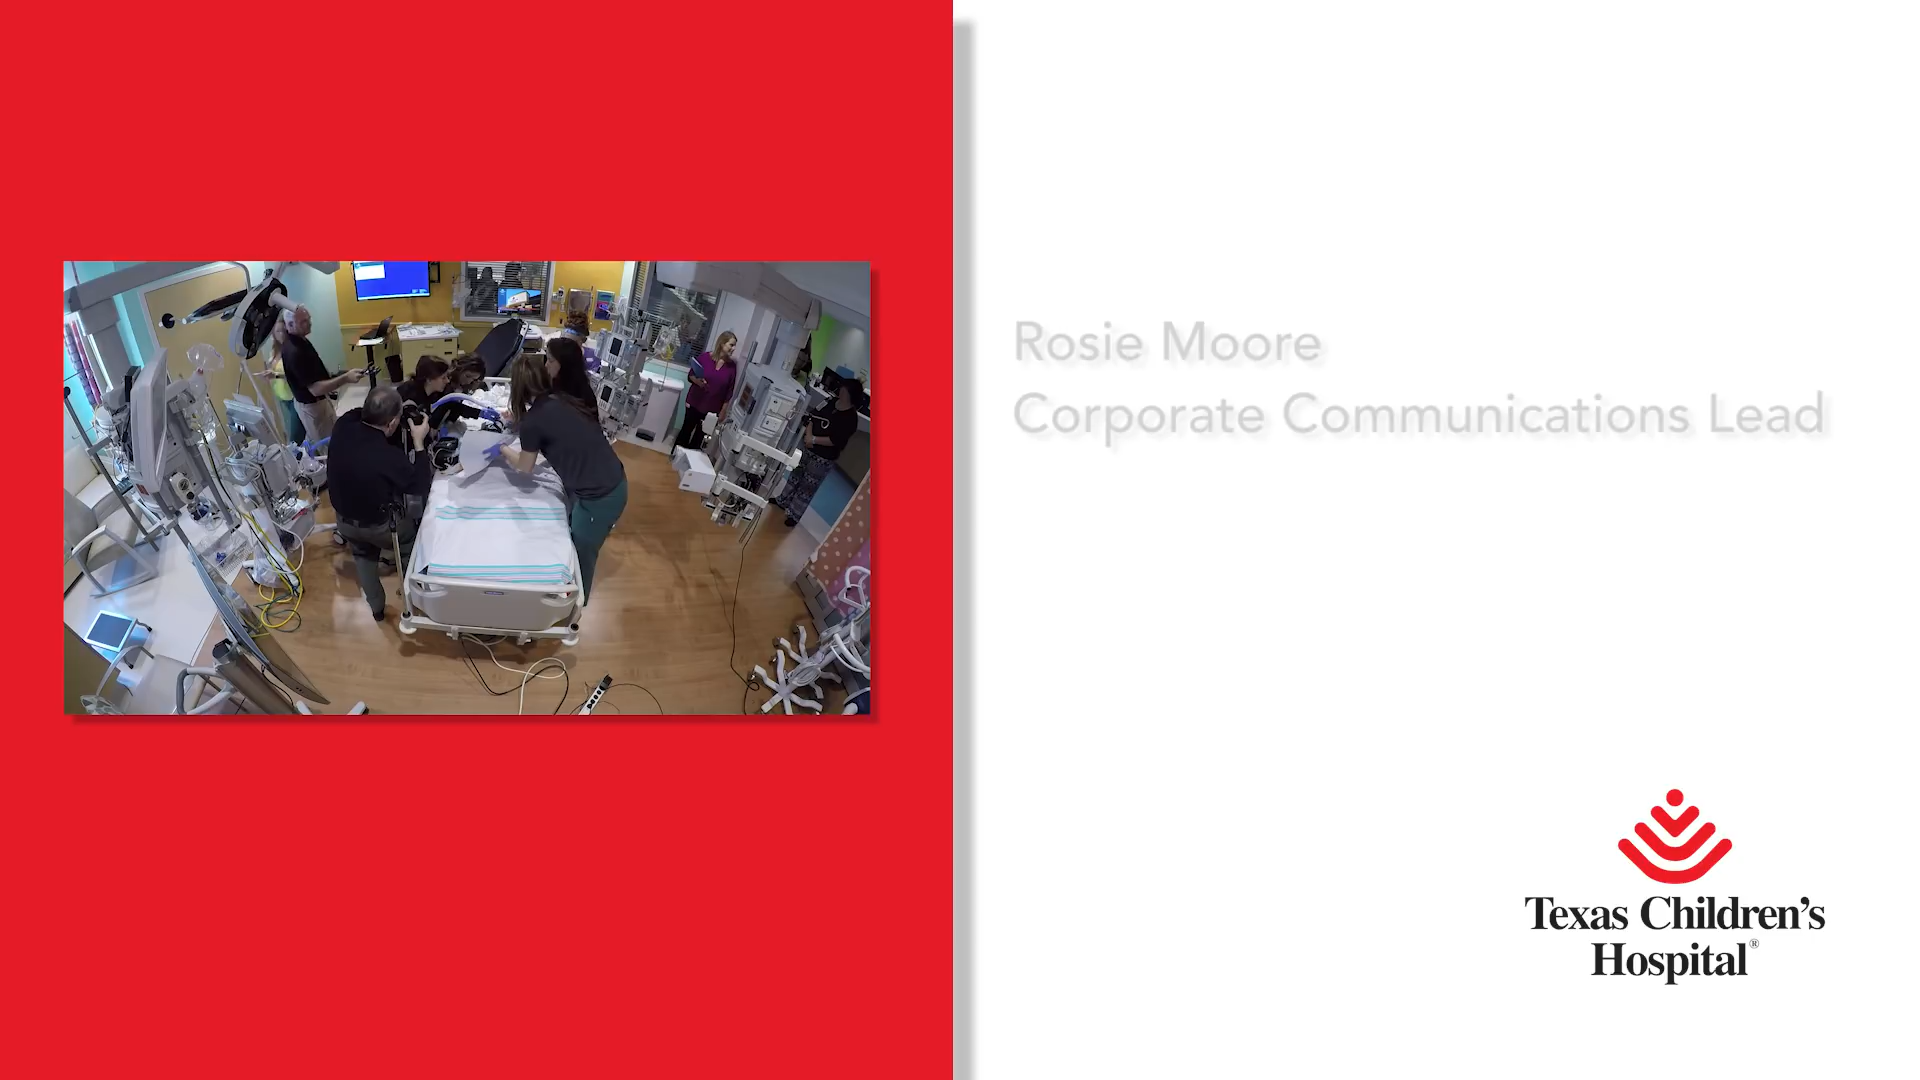 Rosie Moore
Corporate Communications Lead
Texas Children's
Hospital®